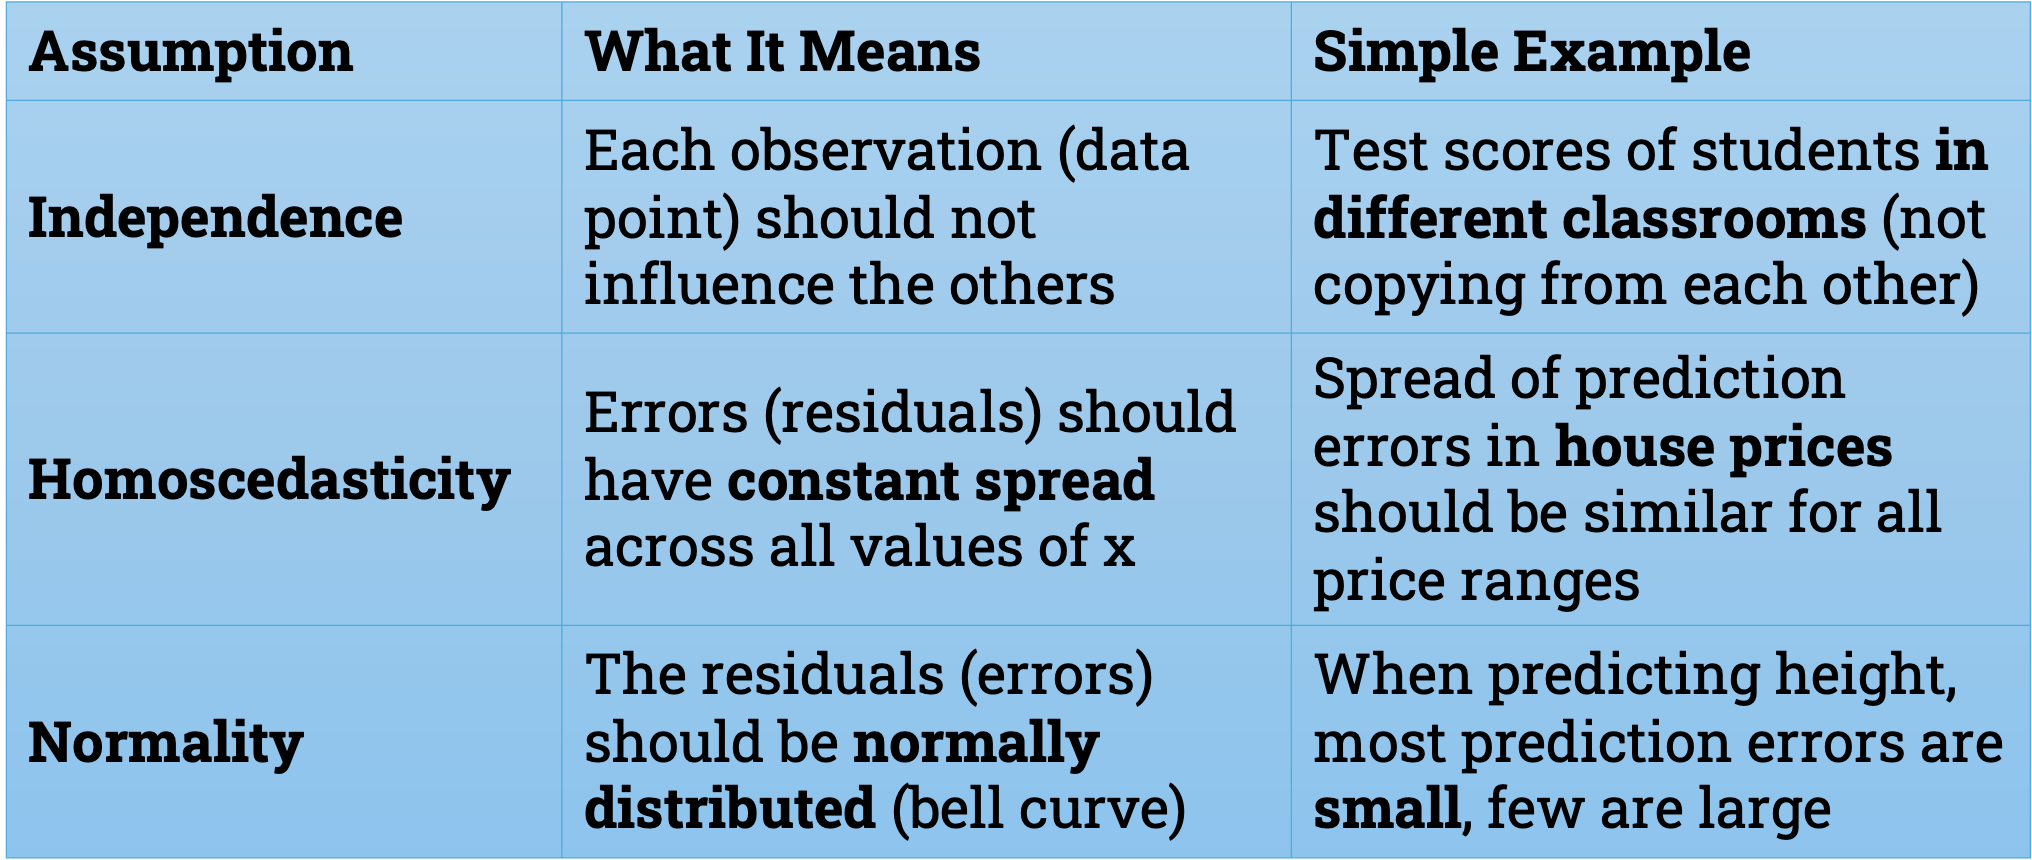 Assumption
What It Means
Simple Example
Independence
Each observation (data
point) should not
influence the others
Test scores of students in
different classrooms (not
copying from each other)
Homoscedasticity
Errors (residuals) should
have constant spread
across all values of x
Spread of prediction
errors in house prices
should be similar for all
price ranges
Normality
The residuals (errors)
should be normally
distributed (bell curve)
When predicting height,
most prediction errors are
small, few are large